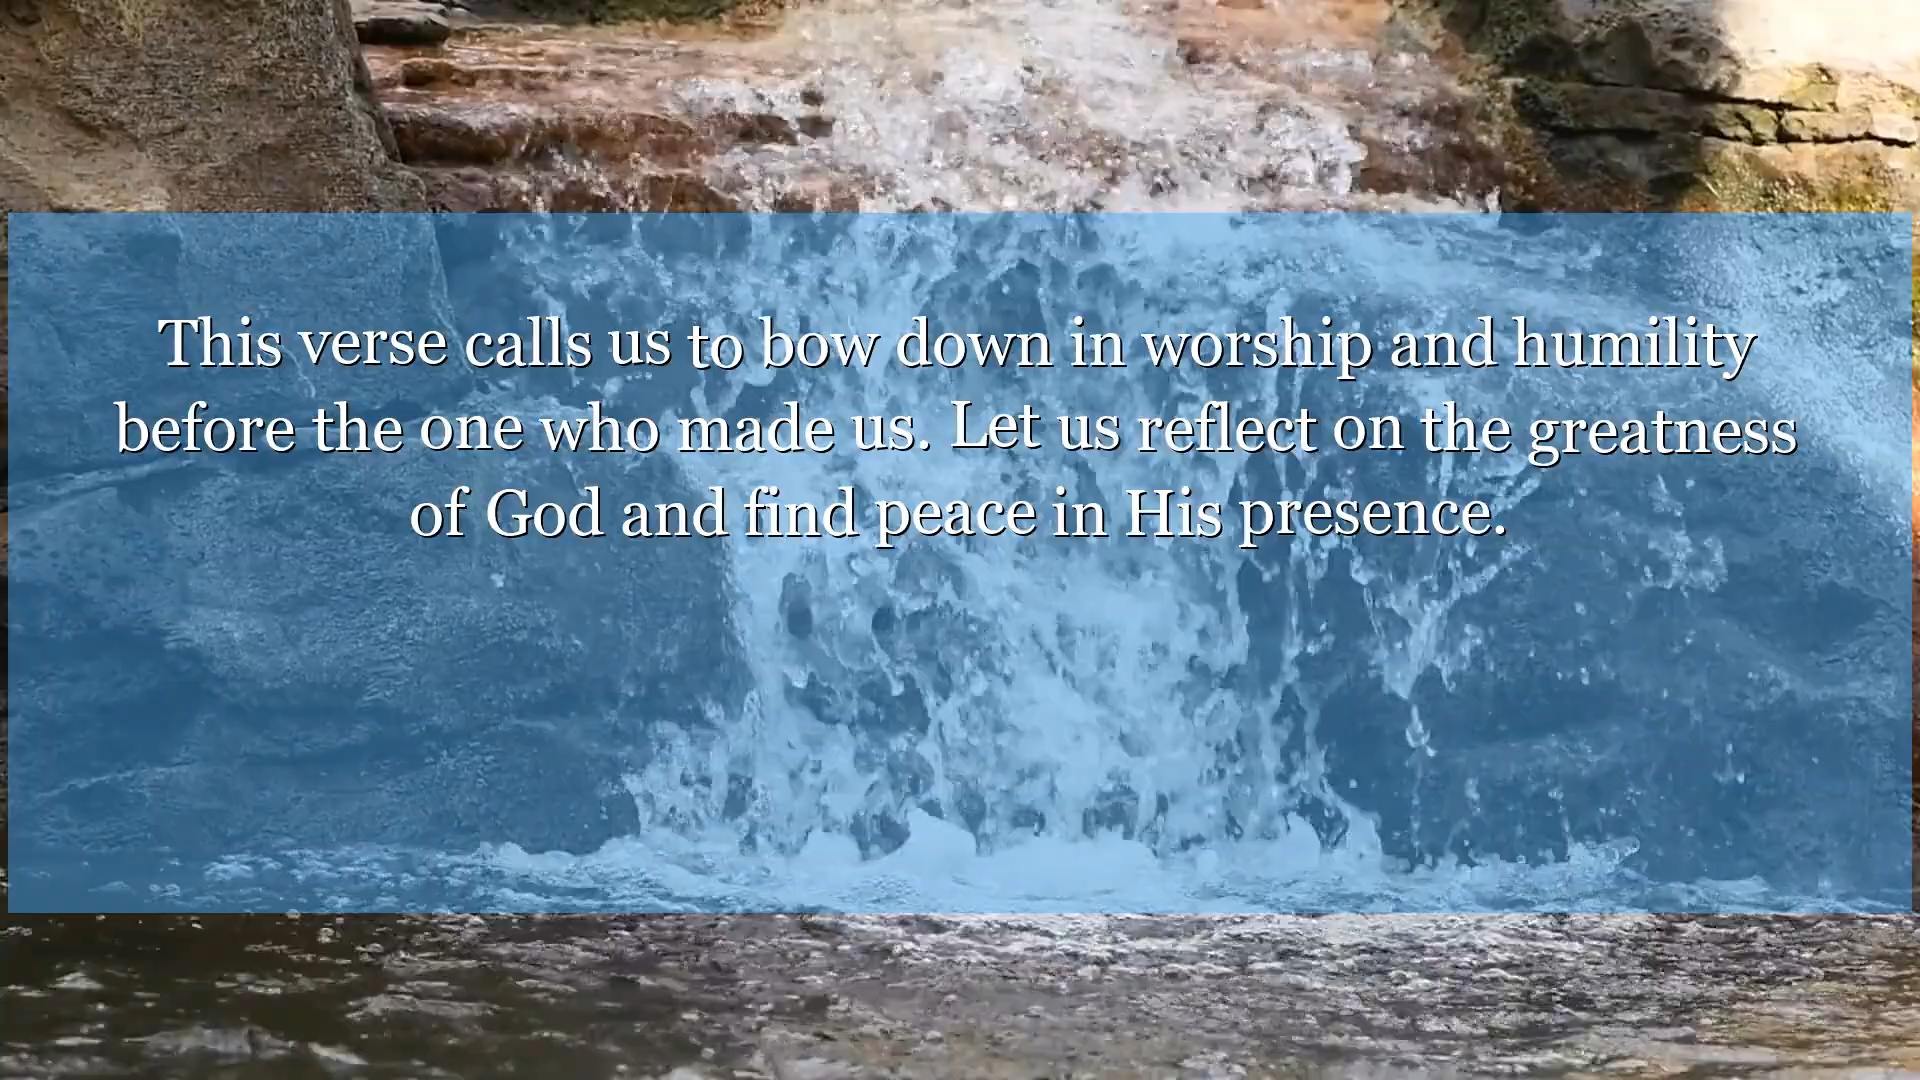 This verse calls us to bow down in worship and humility
before the one who made us. Let us reflect on the greatness
of God and find peace in His presence.